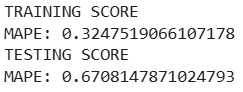 TRAINING SCORE
MAPE: 0.3247519066107178
TESTING SCORE
MAPE: 0.6708147871024793